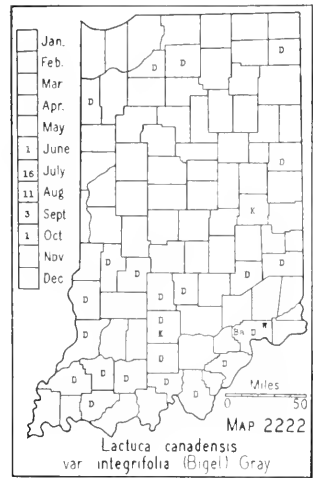 Jan.
Feb.
Mar
Apr.
May
1 June
16 July
11 Aug
3 Sept
1 Oct
Nov
Dec
D
D D
D
D
K
D
D D
D D
D D
D
D D
K
D
D D
D D D D
D D
Miles
0 50
MAP 2222
Lactuca canadensis
var integrifolia (Bigel) Gray